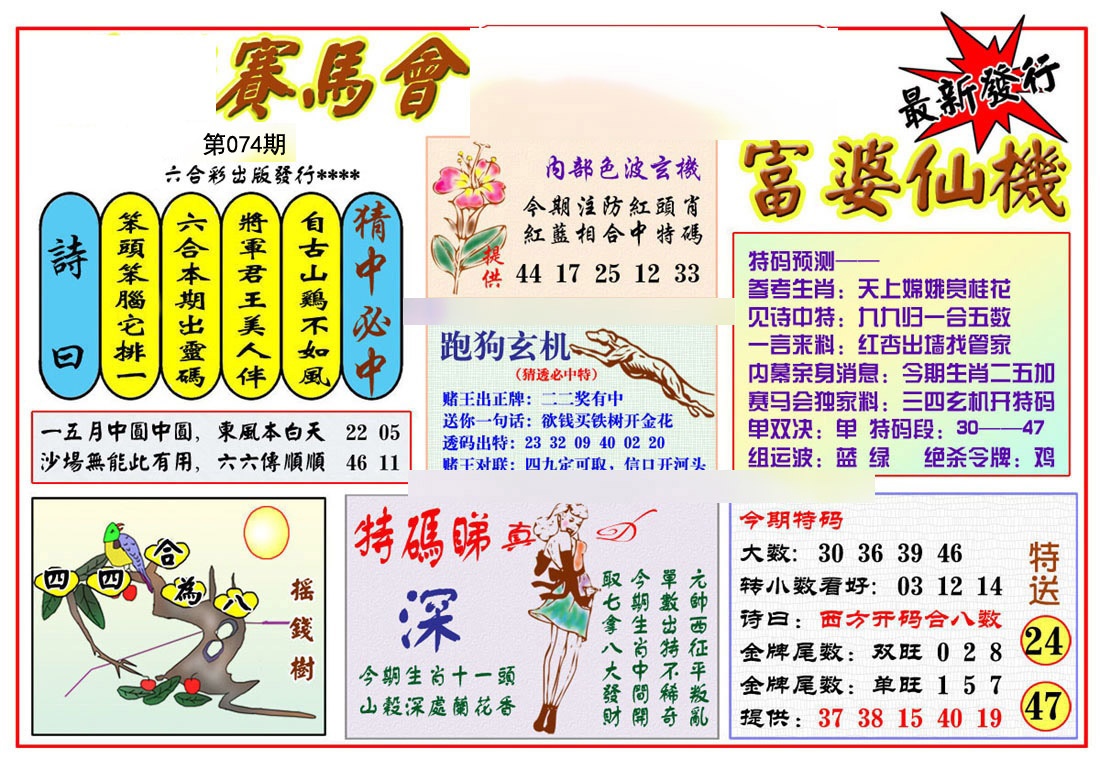 賽馬會
第074期
六合彩出版發行****
最新發行
富婆仙機
詩曰
笨頭笨腦它排一
六合本期出靈碼
將軍君王美人伴
自古山鷄不如風
猜中必中
一五月中圓中圓，東風本白天 22 05
沙場無能此有用，六六傳順順 46 11
內部色波玄機
今期注防紅頭肖
紅藍相合中特碼
提供
44 17 25 12 33
跑狗玄机
（猜透必中特）
赌王出正牌：二二奖有中
送你一句话：欲钱买铁树开金花
透码出特：23 32 09 40 02 20
赌王对联：四九定可取，信口开河头
特码预测——
参考生肖：天上嫦娥赏桂花
见诗中特：九九归一合五数
一言来料：红杏出墙找管家
内幕亲身消息：今期生肖二五加
赛马会独家料：三四玄机开特码
单双决：单 特码段：30——47
组运波：蓝 绿 绝杀令牌：鸡
四四合為八
摇錢樹
特碼睇真
深
今期生肖十一頭
山穀深處蘭花香
元帥西征平叛亂
單數出特不稀奇
今期生肖中間開
取七拿八大發財
今期特码
大数：30 36 39 46
转小数看好：03 12 14
诗曰：西方开码合八数
金牌尾数：双旺 0 2 8
金牌尾数：单旺 1 5 7
提供：37 38 15 40 19
特送
24
47